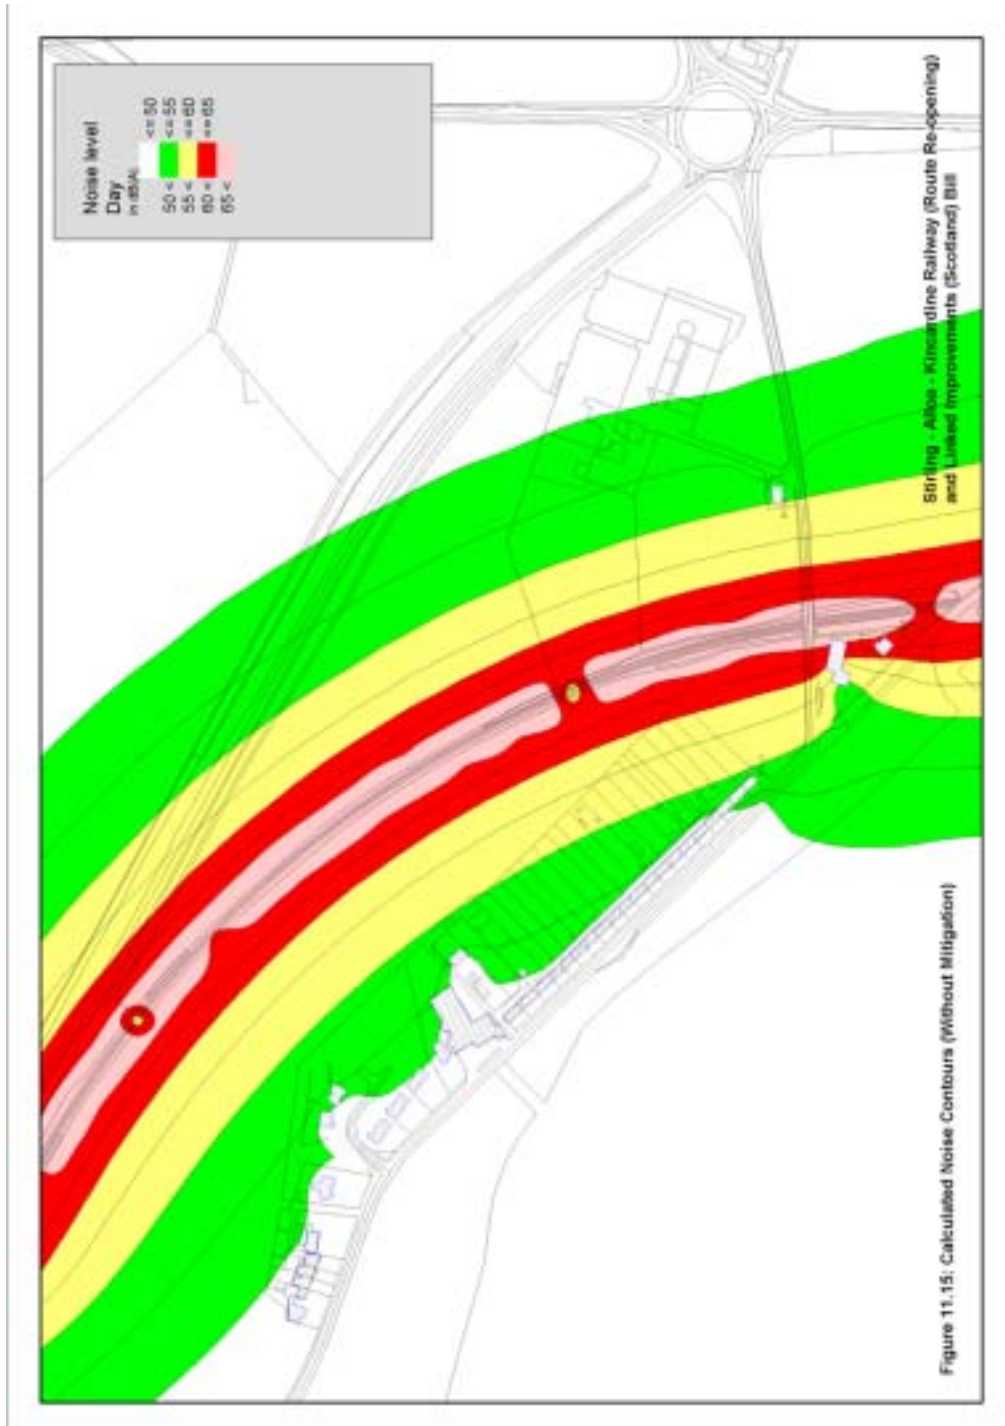 Noise level
Day
in dB(A)
<= 50
50 < <= 55
55 < <= 60
60 < <= 65
65 <
Stirling - Alloa - Kincardine Railway (Route Re-opening)
and Linked Improvements (Scotland) Bill
Figure 11.15: Calculated Noise Contours (Without Mitigation)